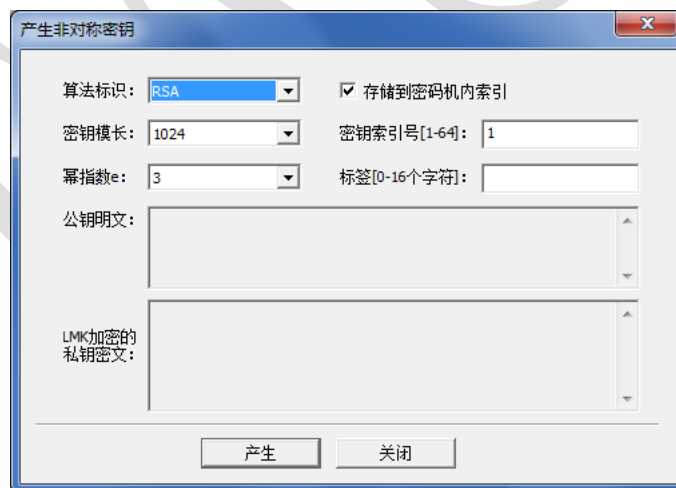 产生非对称密钥
算法标识: RSA 存储到密码机内索引
密钥模长: 1024 密钥索引号[1-64]: 1
幂指数e: 3 标签[0-16个字符]:
公钥明文:
LMK加密的
私钥密文:
产生 关闭